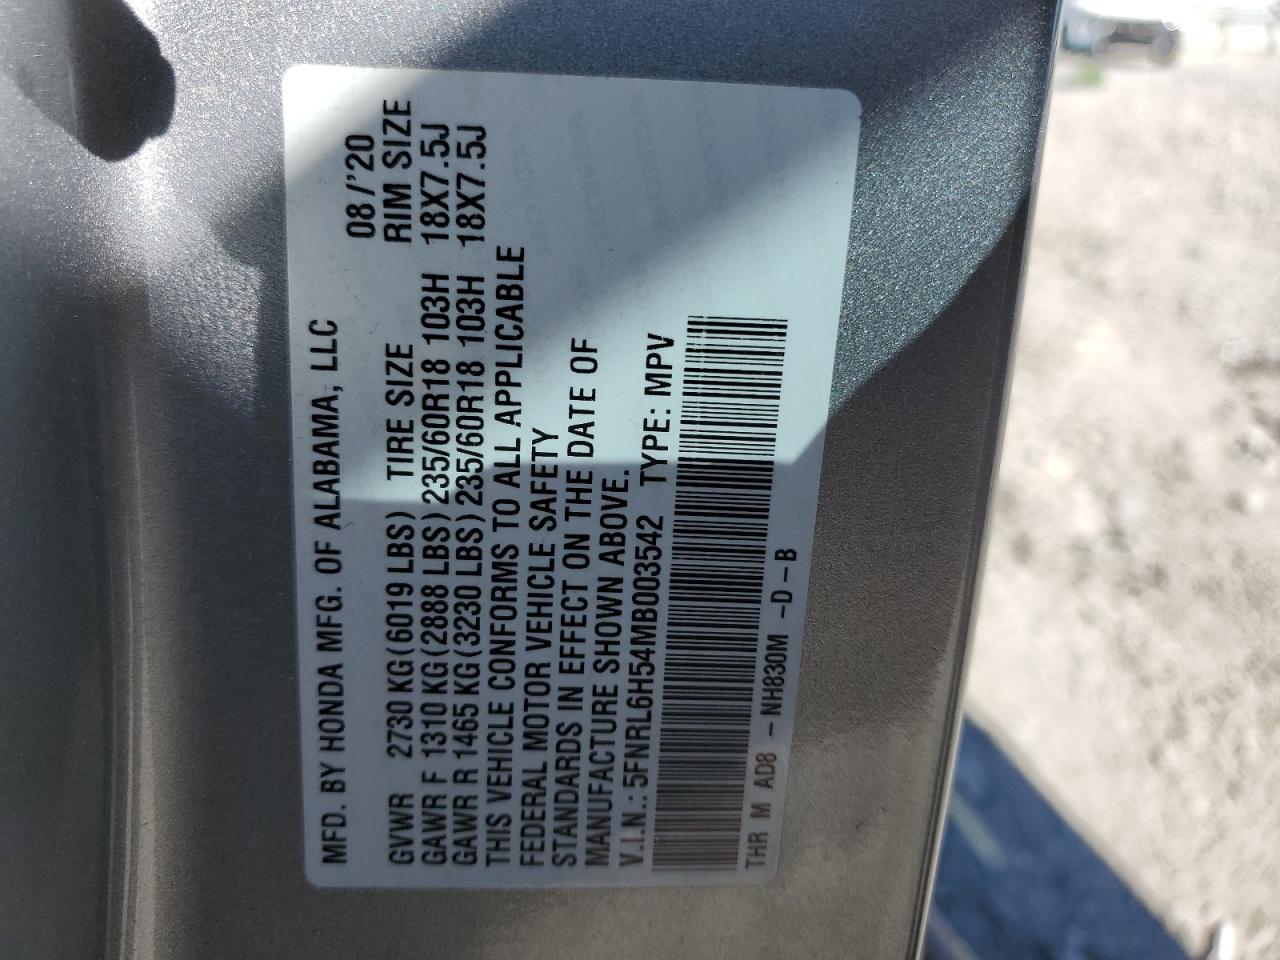 MFD. BY HONDA MFG. OF ALABAMA, LLC
08/'20
GVWR 2730 KG(6019 LBS) TIRE SIZE RIM SIZE
GAWR F 1310 KG(2888 LBS) 235/60R18 103H 18X7.5J
GAWR R 1465 KG(3230 LBS) 235/60R18 103H 18X7.5J
THIS VEHICLE CONFORMS TO ALL APPLICABLE
FEDERAL MOTOR VEHICLE SAFETY
STANDARDS IN EFFECT ON THE DATE OF
MANUFACTURE SHOWN ABOVE.
V.I.N.: 5FNRL6H54MB003542 TYPE: MPV
THR M AD8 - NH830M -D-B